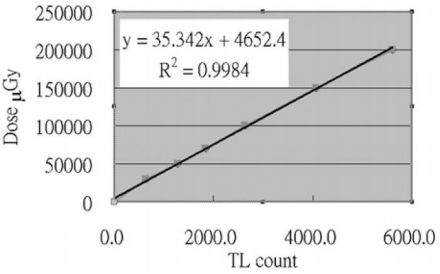 250000
200000
150000
100000
50000
0
Dose μGy
y = 35.342x + 4652.4
R² = 0.9984
0.0 2000.0 4000.0 6000.0
TL count